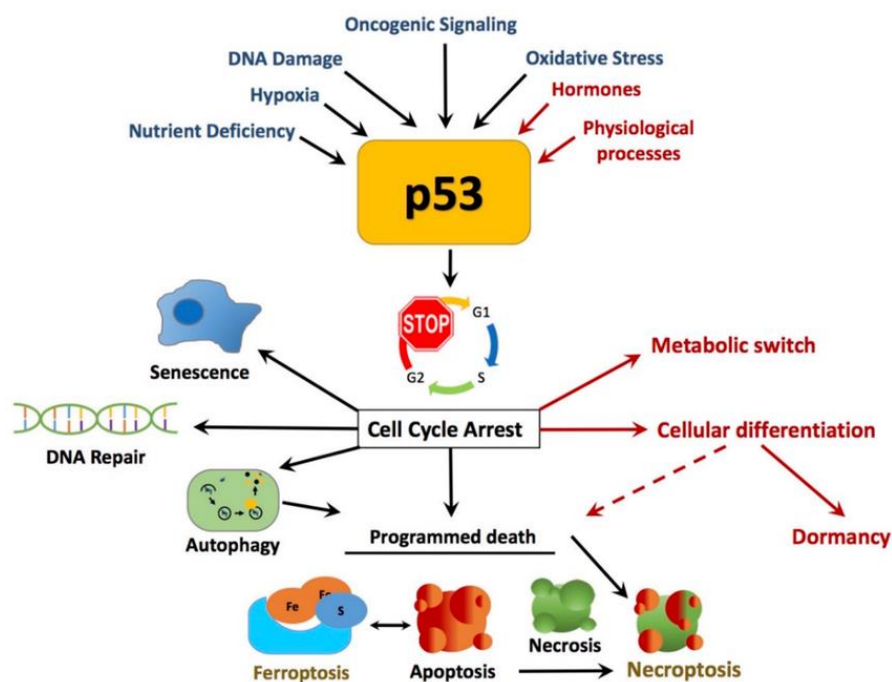 Oncogenic Signaling
DNA Damage
Oxidative Stress
Hypoxia
Hormones
Nutrient Deficiency
Physiological
processes
p53
STOP
G1
G2
S
Senescence
Metabolic switch
Cell Cycle Arrest
Cellular differentiation
DNA Repair
Autophagy
Programmed death
Dormancy
Fe
Fe
S
Necrosis
Ferroptosis
Apoptosis
Necroptosis